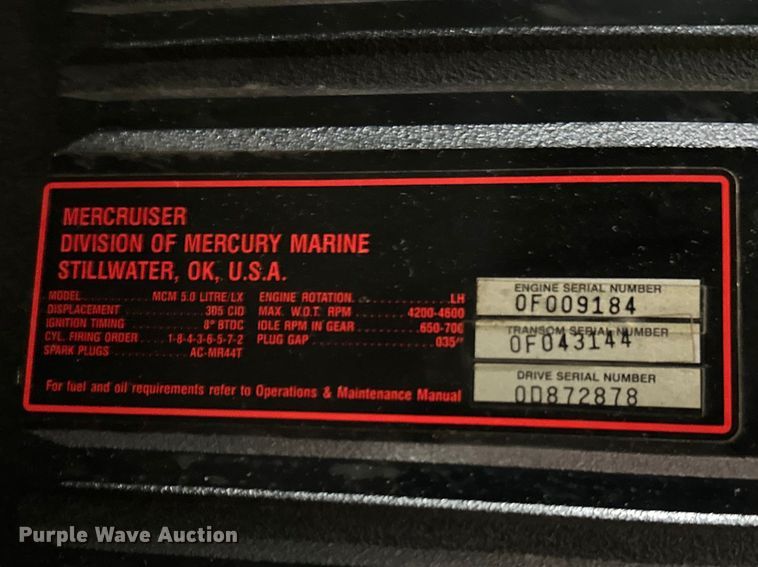 MERCRUISER
DIVISION OF MERCURY MARINE
STILLWATER, OK, U.S.A.
MODEL MCM 5.0 LITRE/LX
DISPLACEMENT 305 CID
IGNITION TIMING 8° BTDC
CYL. FIRING ORDER 1-8-4-3-6-5-7-2
SPARK PLUGS AC-MR44T
ENGINE ROTATION LH
MAX. W.O.T. RPM 4200-4600
IDLE RPM IN GEAR 650-700
PLUG GAP .035"
For fuel and oil requirements refer to Operations & Maintenance Manual
ENGINE SERIAL NUMBER
0F009184
TRANSOM SERIAL NUMBER
0F043144
DRIVE SERIAL NUMBER
0D872878
Purple Wave Auction